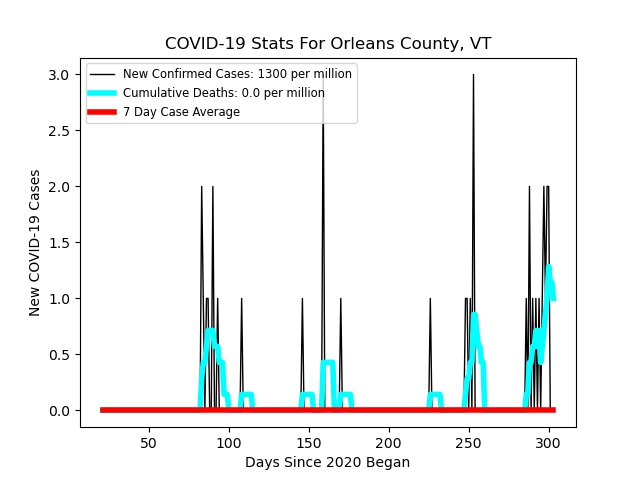 COVID-19 Stats For Orleans County, VT
New Confirmed Cases: 1300 per million
Cumulative Deaths: 0.0 per million
7 Day Case Average
3.0
2.5
2.0
1.5
1.0
0.5
0.0
New COVID-19 Cases
50 100 150 200 250 300
Days Since 2020 Began